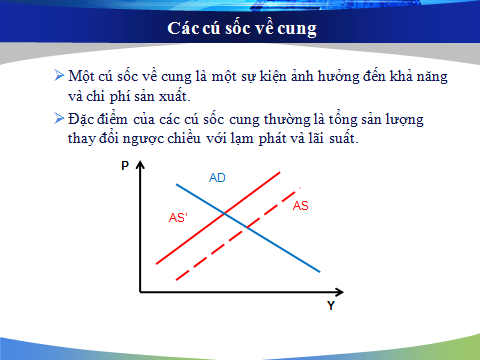 Các cú sốc về cung
Một cú sốc về cung là một sự kiện ảnh hưởng đến khả năng
và chi phí sản xuất.
Đặc điểm của các cú sốc cung thường là tổng sản lượng
thay đổi ngược chiều với lạm phát và lãi suất.
P
AD
AS'
AS
Y